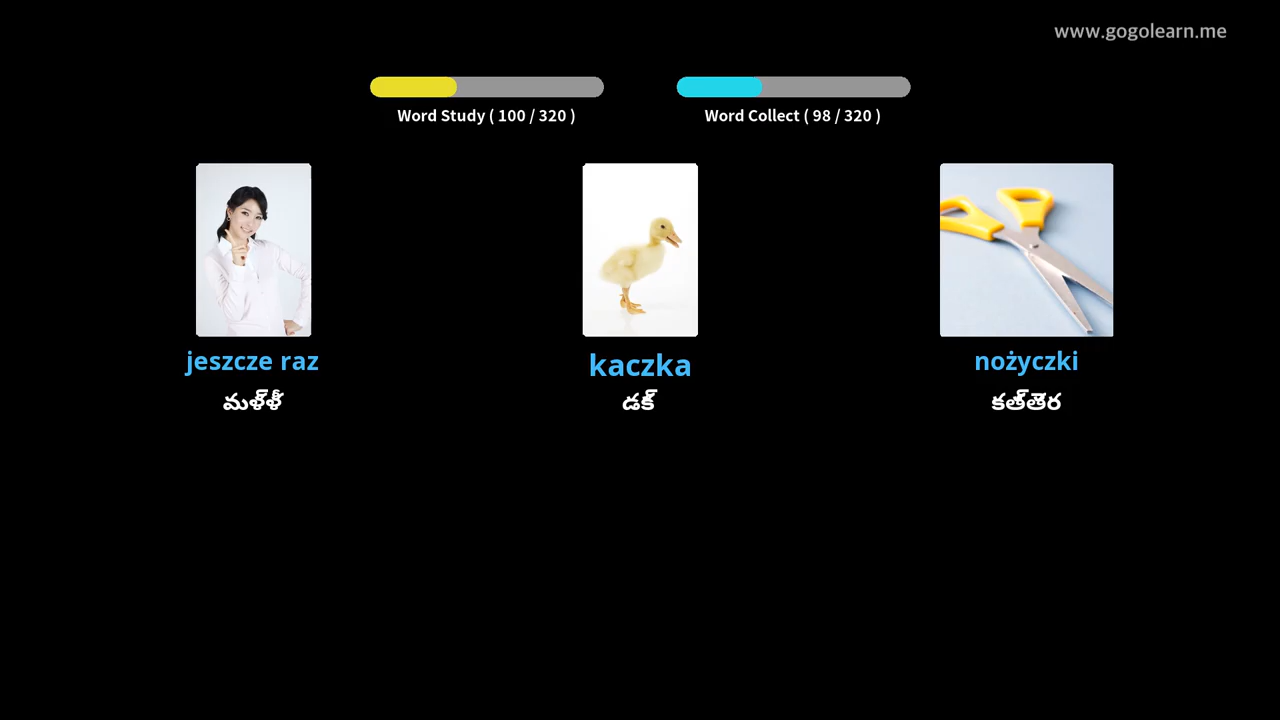 www.gogolearn.me
Word Study ( 100 / 320 )
Word Collect ( 98 / 320 )
jeszcze raz
మళ్ళీ
kaczka
డక్
nożyczki
కత్తెర